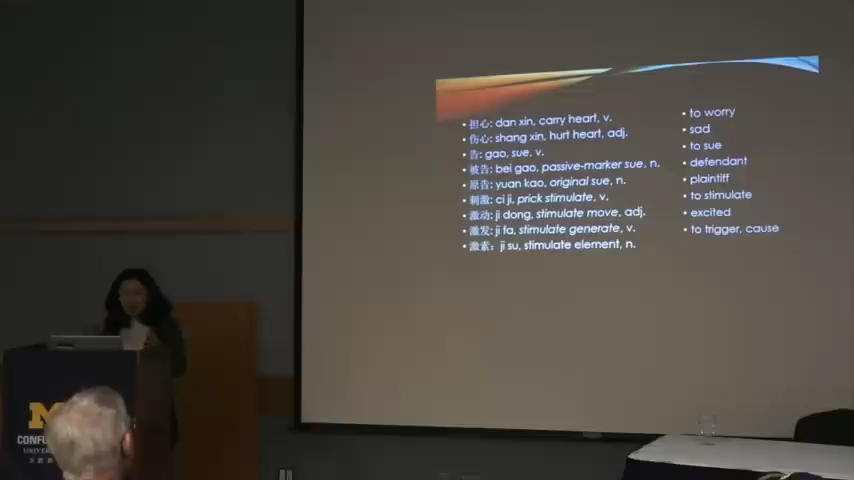 • 担心: dan xin, carry heart, v.
• 伤心: shang xin, hurt heart, adj.
• 告: gao, sue, v.
• 被告: bei gao, passive-marker sue, n.
• 原告: yuan kao, original sue, n.
• 刺激: ci ji, prick stimulate, v.
• 激动: ji dong, stimulate move, adj.
• 激发: ji fa, stimulate generate, v.
• 激素：ji su, stimulate element, n.
• to worry
• sad
• to sue
• defendant
• plaintiff
• to stimulate
• excited
• to trigger, cause
M
CONFU
UNIVER